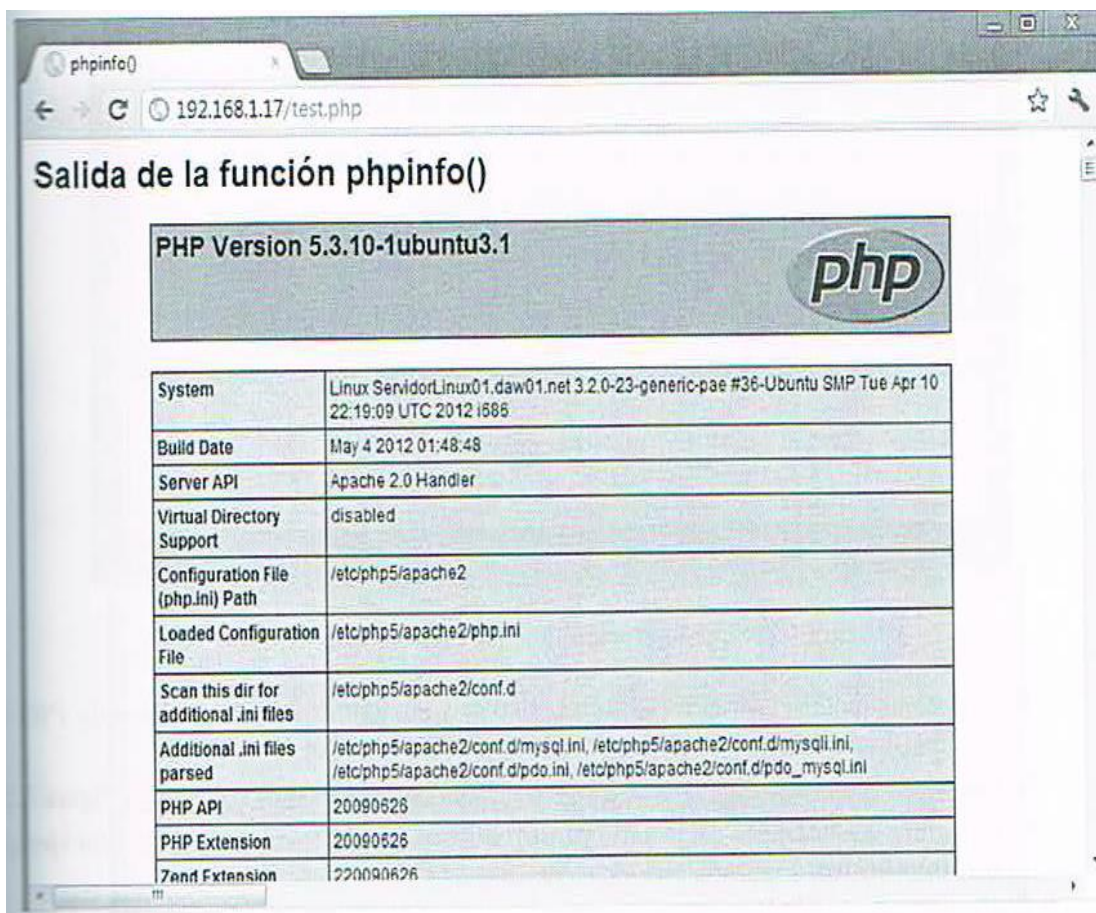 phpinfo()
192.168.1.17/test.php
Salida de la función phpinfo()
PHP Version 5.3.10-1ubuntu3.1
php
System
Linux ServidorLinux01.daw01.net 3.2.0-23-generic-pae #36-Ubuntu SMP Tue Apr 10
22:19:09 UTC 2012 i686
Build Date
May 4 2012 01:48:48
Server API
Apache 2.0 Handler
Virtual Directory
Support
disabled
Configuration File
(php.ini) Path
/etc/php5/apache2
Loaded Configuration
File
/etc/php5/apache2/php.ini
Scan this dir for
additional .ini files
/etc/php5/apache2/conf.d
Additional .ini files
parsed
/etc/php5/apache2/conf.d/mysql.ini, /etc/php5/apache2/conf.d/mysqli.ini,
/etc/php5/apache2/conf.d/pdo.ini, /etc/php5/apache2/conf.d/pdo_mysql.ini
PHP API
20090626
PHP Extension
20090626
Zend Extension
220090626